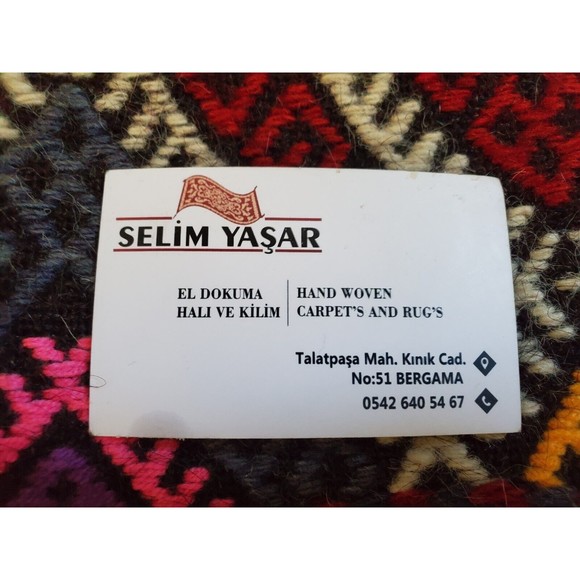 SELİM YAŞAR
EL DOKUMA
HALI VE KİLİM
HAND WOVEN
CARPET'S AND RUG'S
Talatpaşa Mah. Kınık Cad.
No:51 BERGAMA
0542 640 54 67